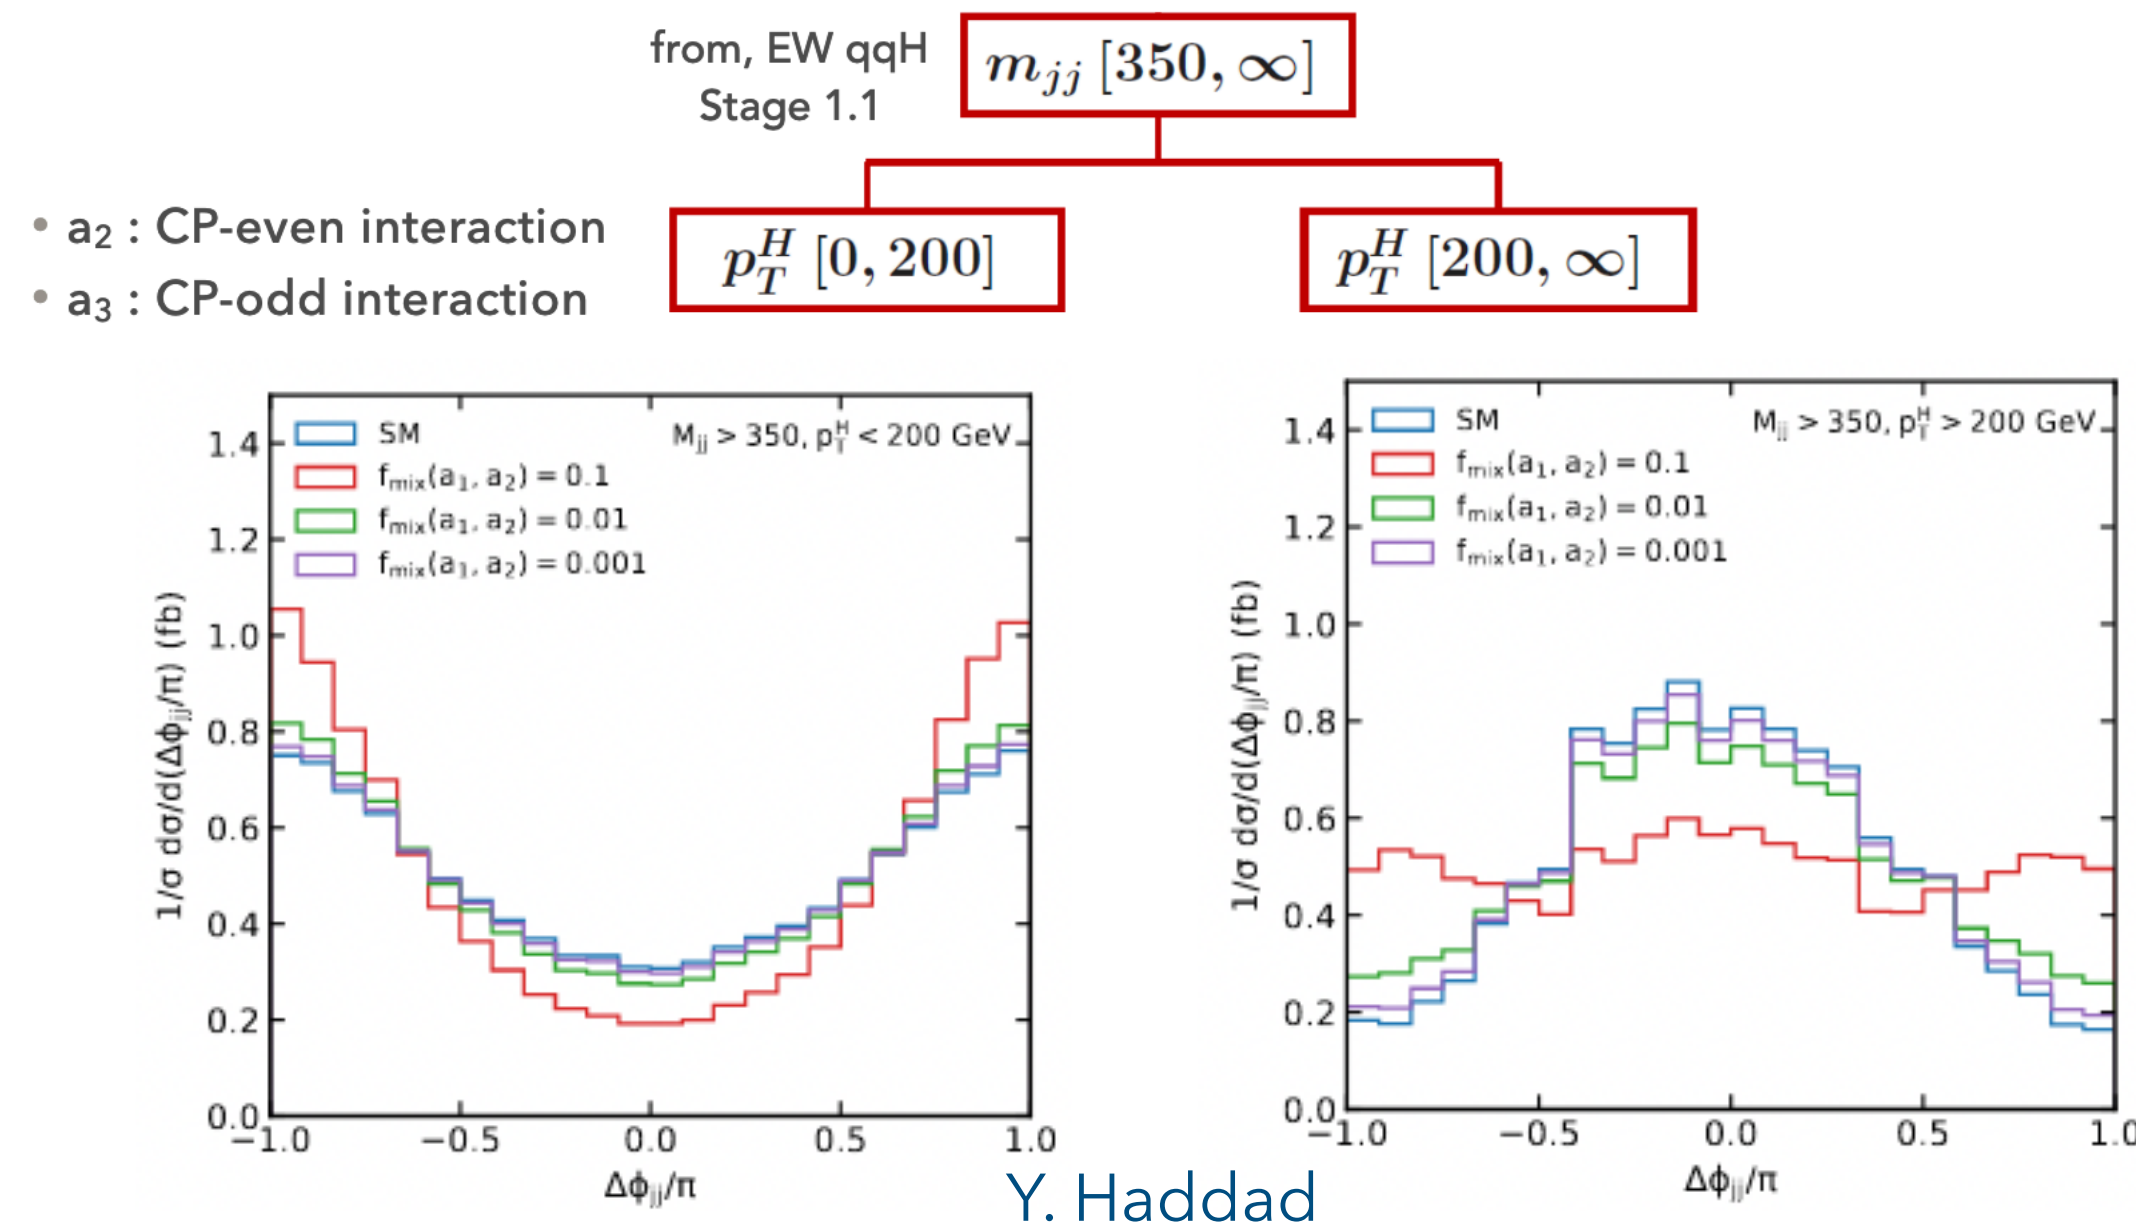 from, EW qqH
Stage 1.1
m_jj [350, ∞]
• a₂ : CP-even interaction
• a₃ : CP-odd interaction
p_T^H [0, 200]
p_T^H [200, ∞]
SM
f_mix(a₁, a₂) = 0.1
f_mix(a₁, a₂) = 0.01
f_mix(a₁, a₂) = 0.001
M_jj > 350, p_T^H < 200 GeV
1/σ dσ/d(Δϕ_jj/π) (fb)
1.4
1.2
1.0
0.8
0.6
0.4
0.2
0.0
−1.0 −0.5 0.0 0.5 1.0
Δϕ_jj/π
SM
f_mix(a₁, a₂) = 0.1
f_mix(a₁, a₂) = 0.01
f_mix(a₁, a₂) = 0.001
M_jj > 350, p_T^H > 200 GeV
1/σ dσ/d(Δϕ_jj/π) (fb)
1.4
1.2
1.0
0.8
0.6
0.4
0.2
0.0
−1.0 −0.5 0.0 0.5 1.0
Δϕ_jj/π
Y. Haddad